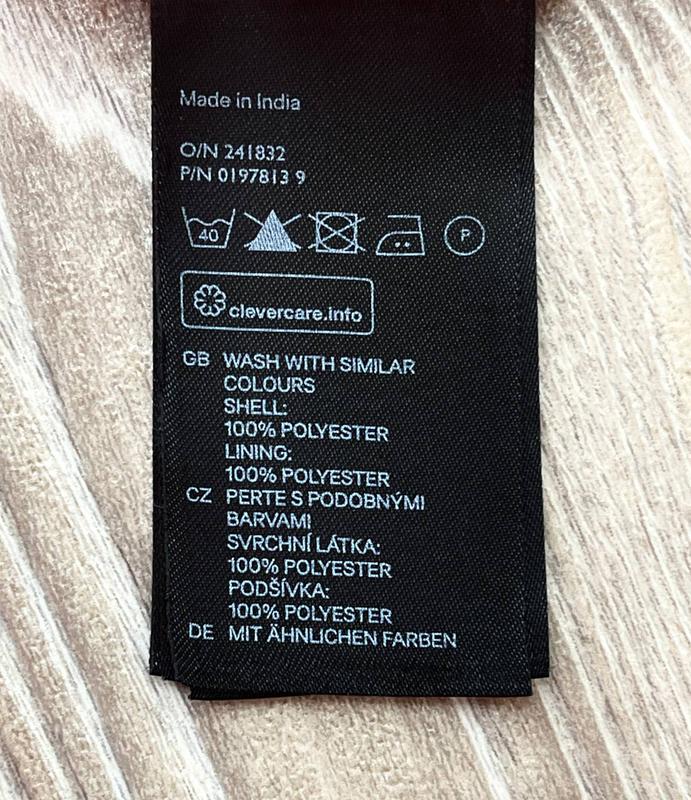 Made in India
O/N 241832
P/N 0197813 9
40 P
clevercare.info
GB WASH WITH SIMILAR
COLOURS
SHELL:
100% POLYESTER
LINING:
100% POLYESTER
CZ PERTE S PODOBNÝMI
BARVAMI
SVRCHNÍ LÁTKA:
100% POLYESTER
PODŠÍVKA:
100% POLYESTER
DE MIT ÄHNLICHEN FARBEN